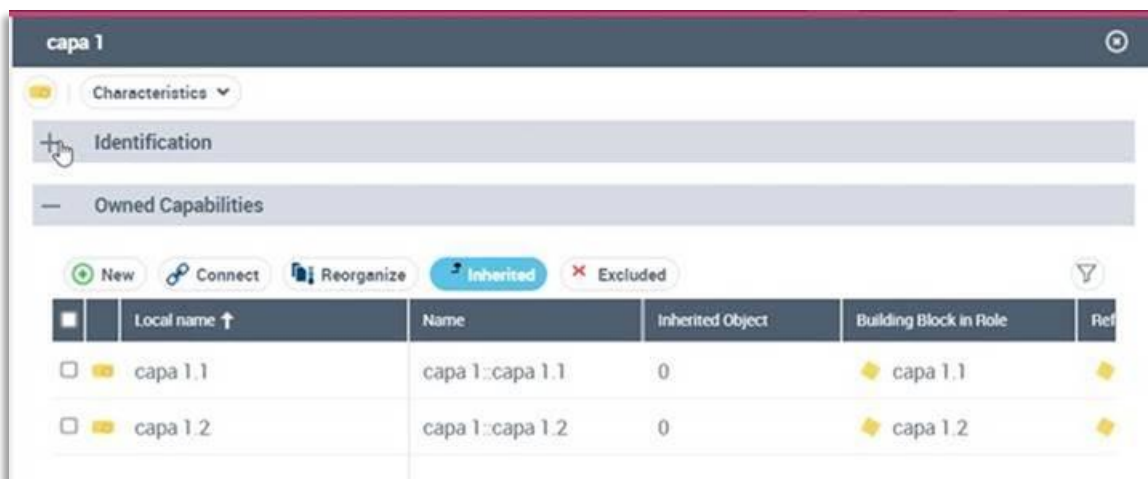 capa 1
Characteristics
Identification
Owned Capabilities
New Connect Reorganize Inherited Excluded
Local name Name Inherited Object Building Block in Role Ref
capa 1.1 capa 1::capa 1.1 0 capa 1.1
capa 1.2 capa 1::capa 1.2 0 capa 1.2